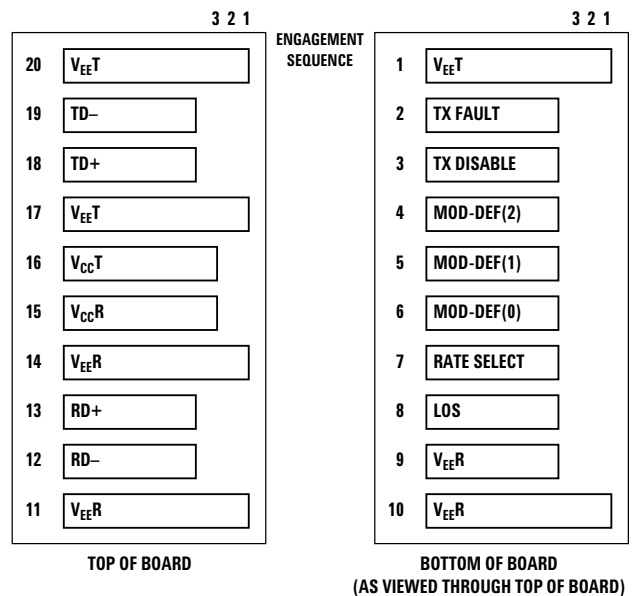 3 2 1
ENGAGEMENT
SEQUENCE
3 2 1
20 VEET
19 TD–
18 TD+
17 VEET
16 VCCT
15 VCCR
14 VEER
13 RD+
12 RD–
11 VEER
TOP OF BOARD
1 VEET
2 TX FAULT
3 TX DISABLE
4 MOD-DEF(2)
5 MOD-DEF(1)
6 MOD-DEF(0)
7 RATE SELECT
8 LOS
9 VEER
10 VEER
BOTTOM OF BOARD
(AS VIEWED THROUGH TOP OF BOARD)